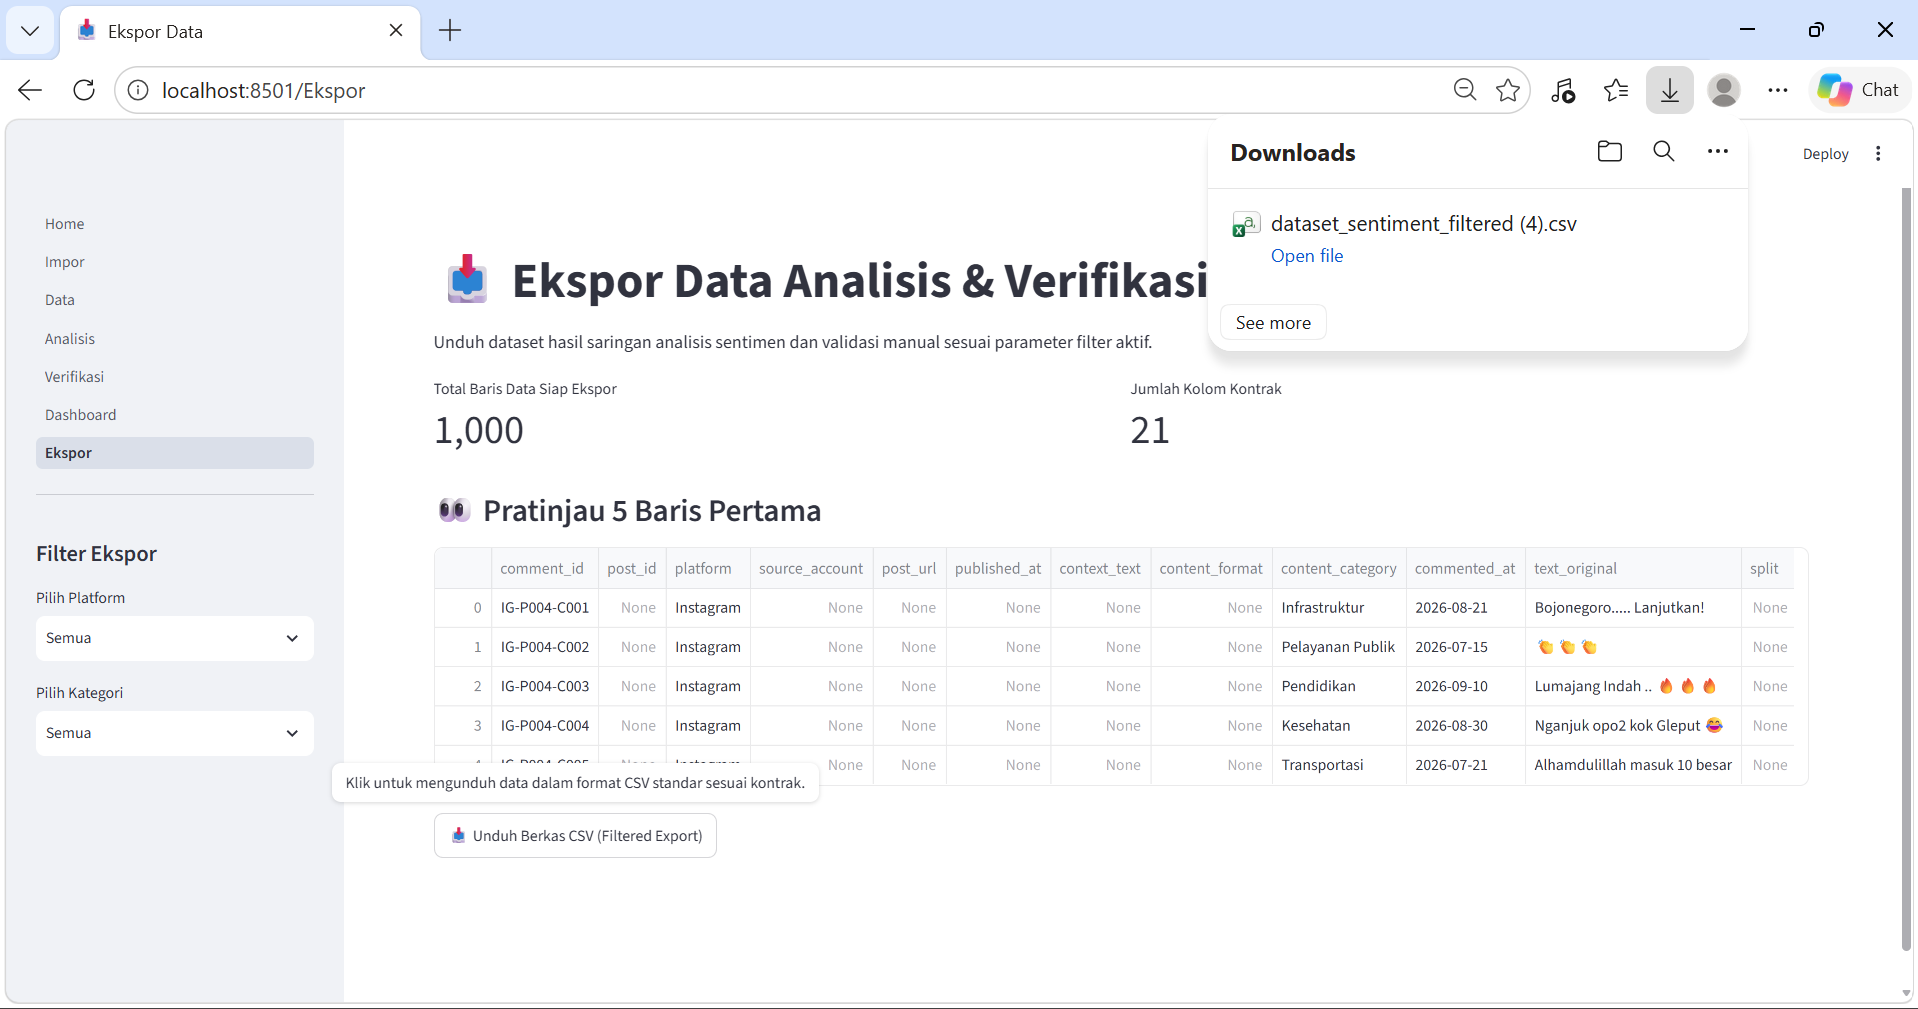 Ekspor Data
localhost:8501/Ekspor
Chat
Downloads
dataset_sentiment_filtered (4).csv
Open file
See more
Deploy
Home
Impor
Data
Analisis
Verifikasi
Dashboard
Ekspor
Filter Ekspor
Pilih Platform
Semua
Pilih Kategori
Semua
Ekspor Data Analisis & Verifikasi
Unduh dataset hasil saringan analisis sentimen dan validasi manual sesuai parameter filter aktif.
Total Baris Data Siap Ekspor
1,000
Jumlah Kolom Kontrak
21
Pratinjau 5 Baris Pertama
comment_id post_id platform source_account post_url published_at context_text content_format content_category commented_at text_original split
0 IG-P004-C001 None Instagram None None None None None Infrastruktur 2026-08-21 Bojonegoro..... Lanjutkan! None
1 IG-P004-C002 None Instagram None None None None None Pelayanan Publik 2026-07-15 👏 👏 👏 None
2 IG-P004-C003 None Instagram None None None None None Pendidikan 2026-09-10 Lumajang Indah .. 🔥 🔥 🔥 None
3 IG-P004-C004 None Instagram None None None None None Kesehatan 2026-08-30 Nganjuk opo2 kok Gleput 😂 None
None None None None None Transportasi 2026-07-21 Alhamdulillah masuk 10 besar None
Klik untuk mengunduh data dalam format CSV standar sesuai kontrak.
Unduh Berkas CSV (Filtered Export)